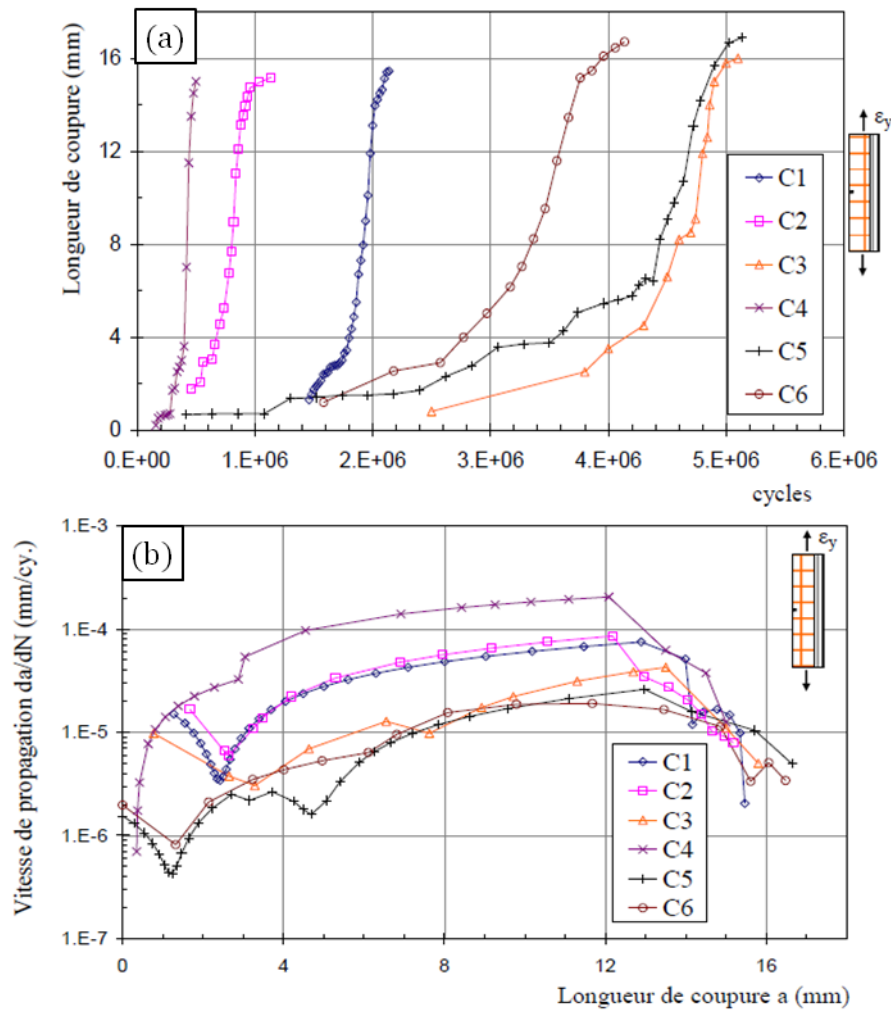 (a)
Longueur de coupure (mm)
16
12
8
4
0
0.E+00
1.E+06
2.E+06
3.E+06
4.E+06
5.E+06
6.E+06
cycles
εy
C1
C2
C3
C4
C5
C6
(b)
Vitesse de propagation da/dN (mm/cy.)
1.E-3
1.E-4
1.E-5
1.E-6
1.E-7
0
4
8
12
16
Longueur de coupure a (mm)
εy
C1
C2
C3
C4
C5
C6